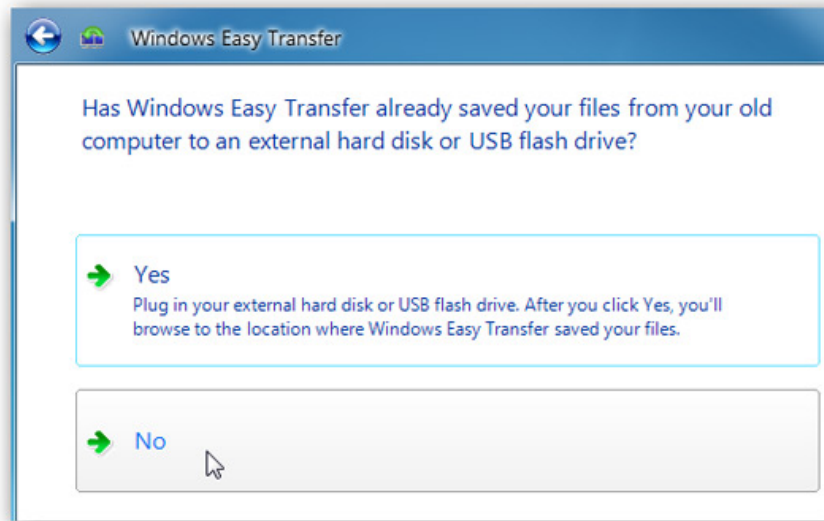 Windows Easy Transfer
Has Windows Easy Transfer already saved your files from your old
computer to an external hard disk or USB flash drive?
Yes
Plug in your external hard disk or USB flash drive. After you click Yes, you'll
browse to the location where Windows Easy Transfer saved your files.
No